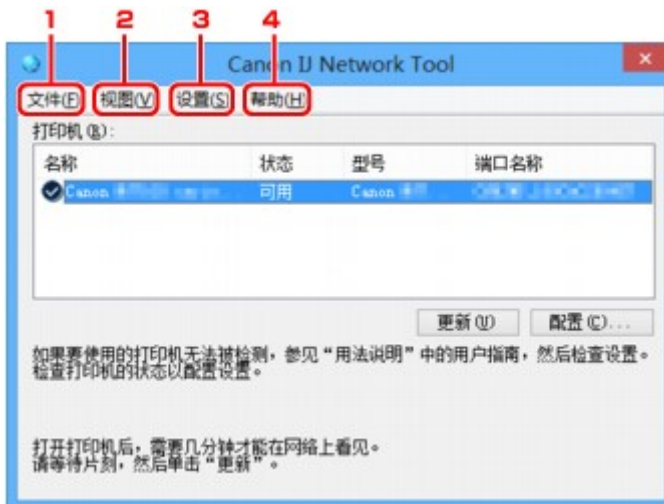 1 2 3 4
Canon IJ Network Tool
文件(F) 视图(V) 设置(S) 帮助(H)
打印机(R):
名称 状态 型号 端口名称
Canon 可用 Canon
更新(U) 配置(C)...
如果要使用的打印机无法被检测，参见“用法说明”中的用户指南，然后检查设置。
检查打印机的状态以配置设置。
打开打印机后，需要几分钟才能在网络上看见。
请等待片刻，然后单击“更新”。